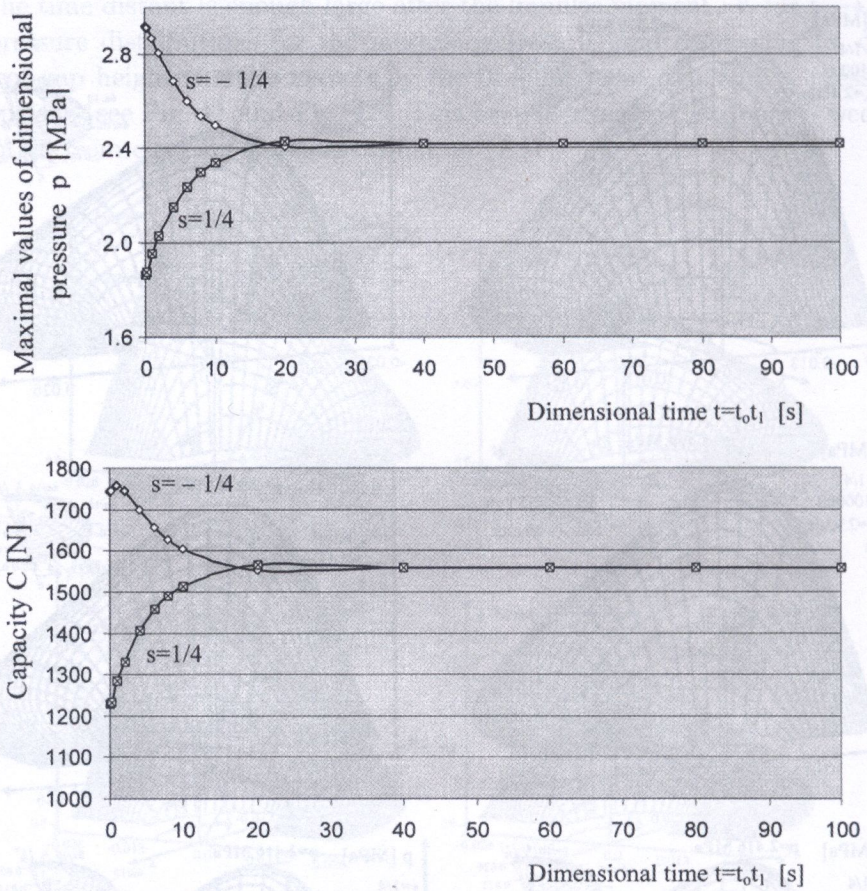 Maximal values of dimensional
pressure p [MPa]
2.8
2.4
2.0
1.6
s= – 1/4
s=1/4
0 10 20 30 40 50 60 70 80 90 100
Dimensional time t=t₀t₁ [s]
Capacity C [N]
1800
1700
1600
1500
1400
1300
1200
1100
1000
s= – 1/4
s=1/4
0 10 20 30 40 50 60 70 80 90 100
Dimensional time t=t₀t₁ [s]